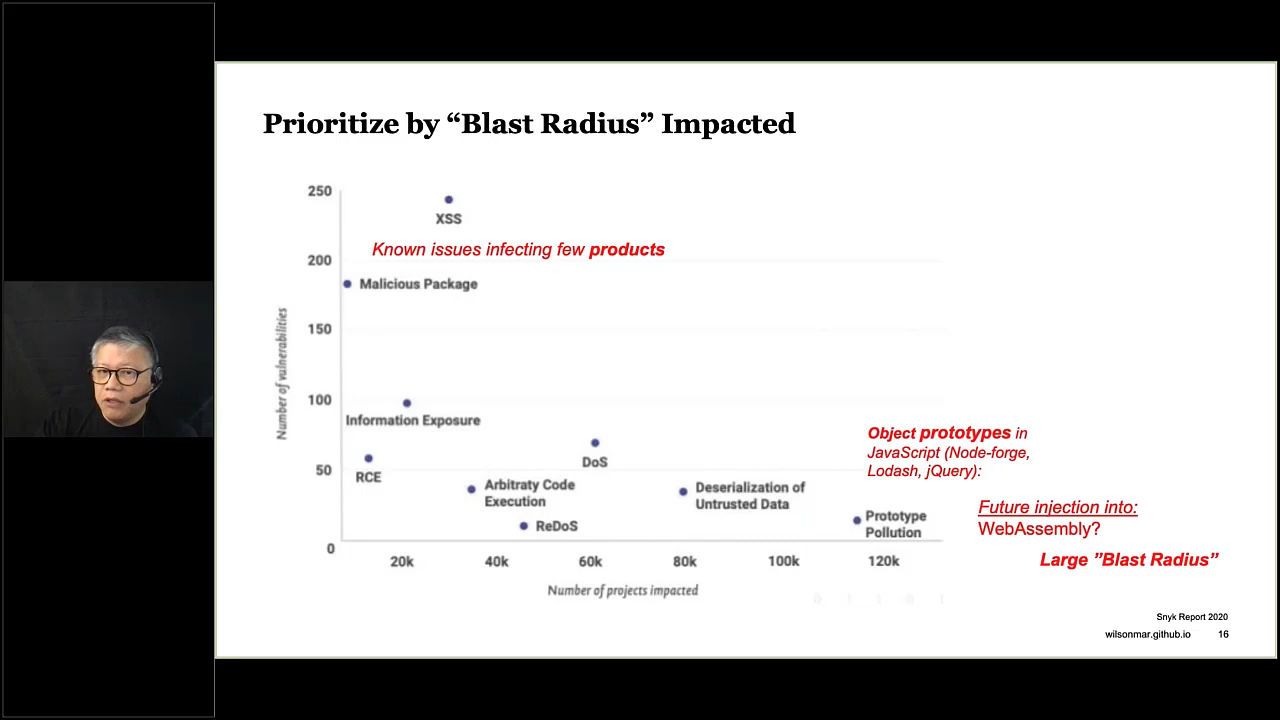 Prioritize by “Blast Radius” Impacted
250
XSS
Known issues infecting few products
200
Malicious Package
150
Number of vulnerabilities
100
Information Exposure
Object prototypes in
JavaScript (Node-forge,
Lodash, jQuery):
50
DoS
RCE
Arbitraty Code
Execution
Deserialization of
Untrusted Data
ReDoS
Prototype
Pollution
Future injection into:
WebAssembly?
Large ”Blast Radius”
0
20k
40k
60k
80k
100k
120k
Number of projects impacted
Snyk Report 2020
wilsonmar.github.io
16